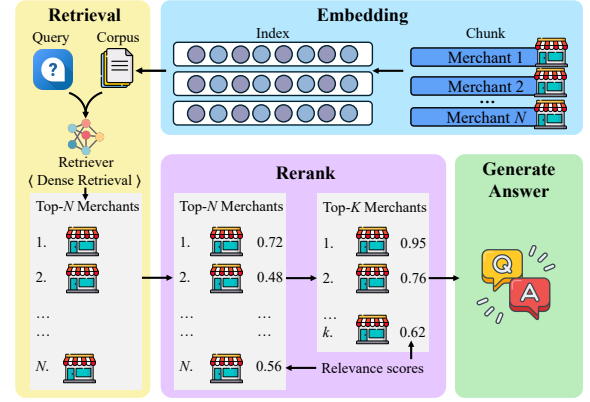 Retrieval
Query
Corpus
Retriever
⟨ Dense Retrieval ⟩
Top-N Merchants
1.
2.
...
...
N.
Embedding
Index
Chunk
Merchant 1
Merchant 2
...
Merchant N
Rerank
Top-N Merchants
1. 0.72
2. 0.48
... ...
... ...
N. 0.56
Top-K Merchants
1. 0.95
2. 0.76
...
k. 0.62
Relevance scores
Generate
Answer
Q
A